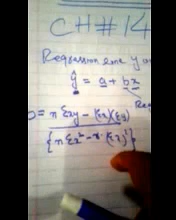 CH#14
Regression line Y on
ŷ = a + bx
b = nΣxy - (Σx)(Σy)
{nΣx² - (Σx)²}